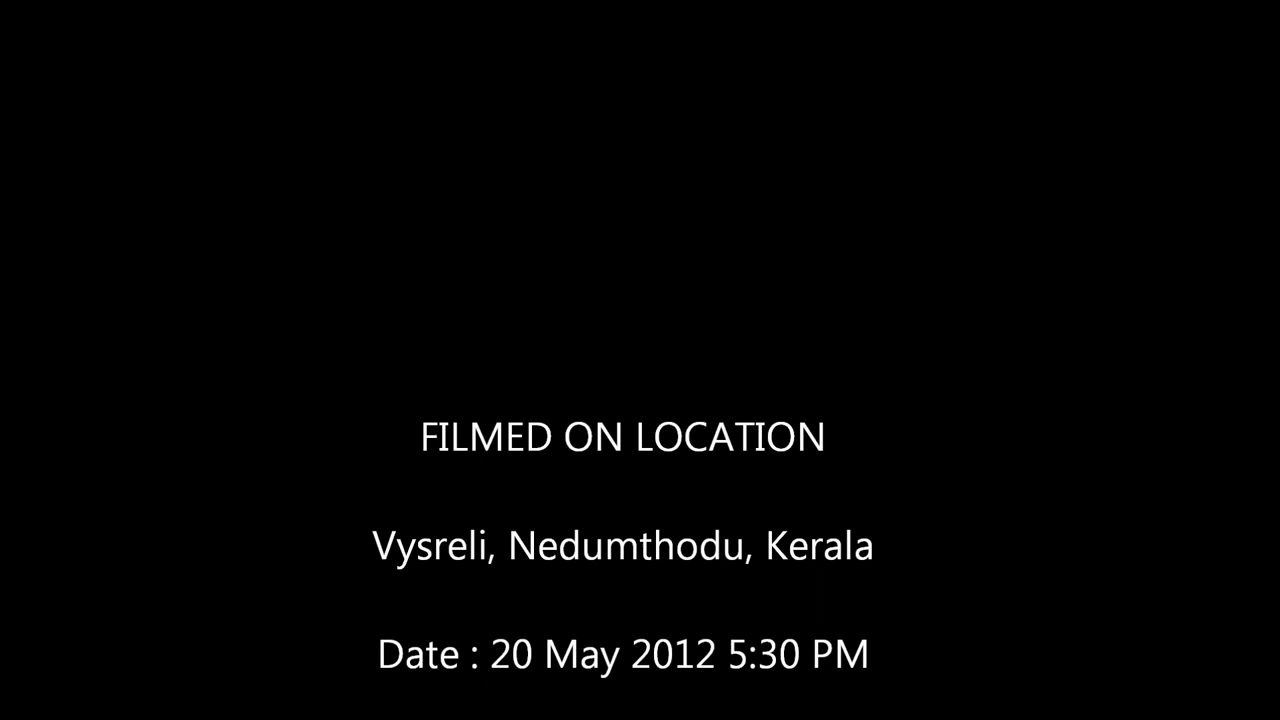 FILMED ON LOCATION
Vysreli, Nedumthodu, Kerala
Date : 20 May 2012 5:30 PM